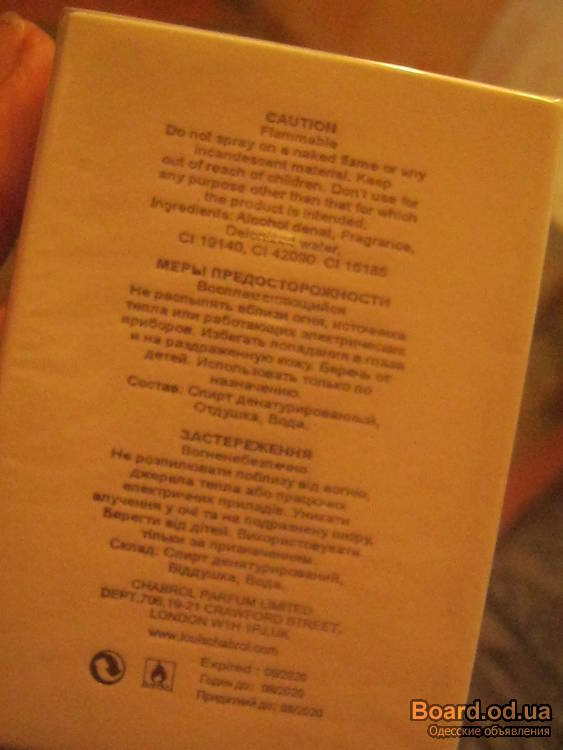 CAUTION
Flammable
Do not spray on a naked flame or any
incandescent material. Keep
out of reach of children. Don't use for
any purpose other than that for which
the product is intended.
Ingredients: Alcohol denat, Fragrance,
Deionized water,
CI 19140, CI 42090 CI 16185
МЕРЫ ПРЕДОСТОРОЖНОСТИ
Воспламеняющийся
Не распылять вблизи огня, источника
тепла или работающих электрических
приборов. Избегать попадания в глаза
и на раздраженную кожу. Беречь от
детей. Использовать только по
назначению.
Состав: Спирт денатурированный,
Отдушка, Вода.
ЗАСТЕРЕЖЕННЯ
Вогненебезпечно.
Не розпилювати поблизу від вогню,
джерела тепла або працюючих
електричних приладів. Уникати
влучення у очі та на подразнену шкіру.
Берегти від дітей. Використовувати
тільки за призначенням.
Склад: Спирт денатурирований,
Віддушка, Вода.
CHABROL PARFUM LIMITED
DEPT.706,19-21 CRAWFORD STREET,
LONDON W1H 1PJ,UK
www.louischabrol.com
Expired : 08/2020
Годен до: 08/2020
Придатний до: 08/2020
Board.od.ua
Одесские объявления